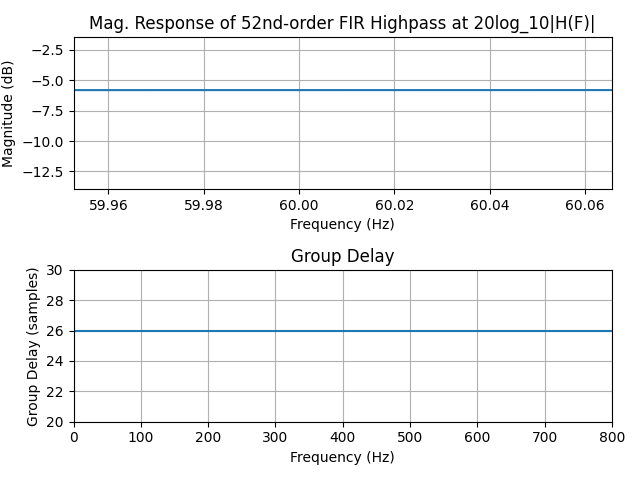 Mag. Response of 52nd-order FIR Highpass at 20log_10|H(F)|
Magnitude (dB)
−2.5
−5.0
−7.5
−10.0
−12.5
59.96 59.98 60.00 60.02 60.04 60.06
Frequency (Hz)
Group Delay
Group Delay (samples)
30
28
26
24
22
20
0 100 200 300 400 500 600 700 800
Frequency (Hz)